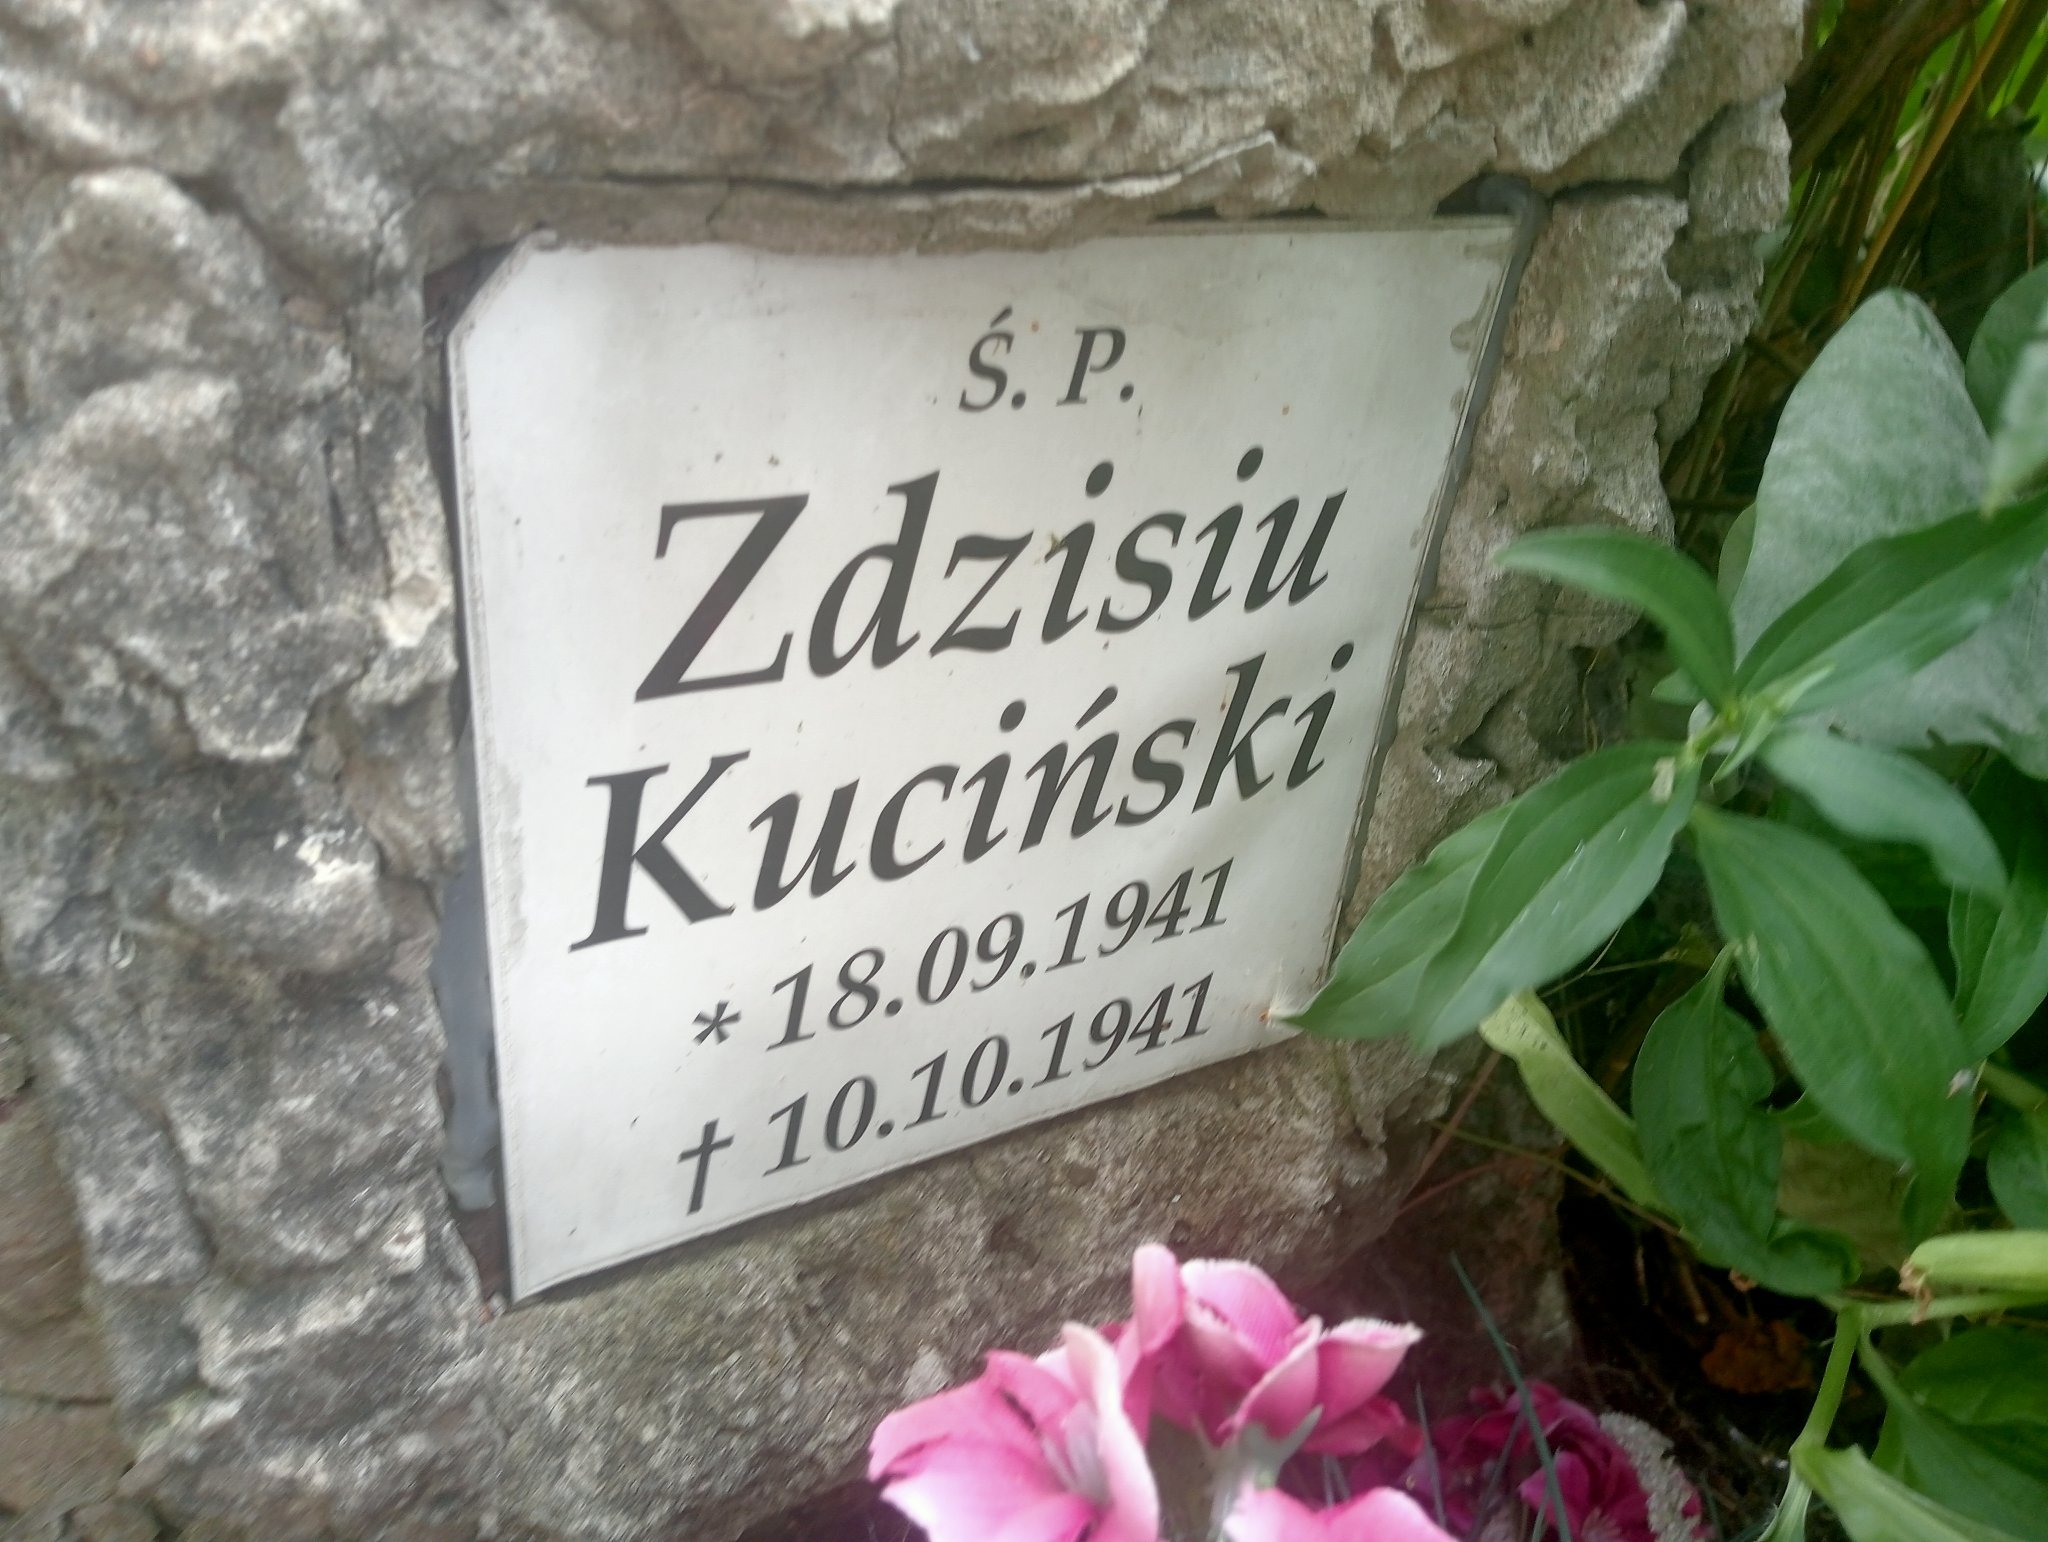 Ś. P.
Zdzisiu
Kuciński
* 18.09.1941
† 10.10.1941